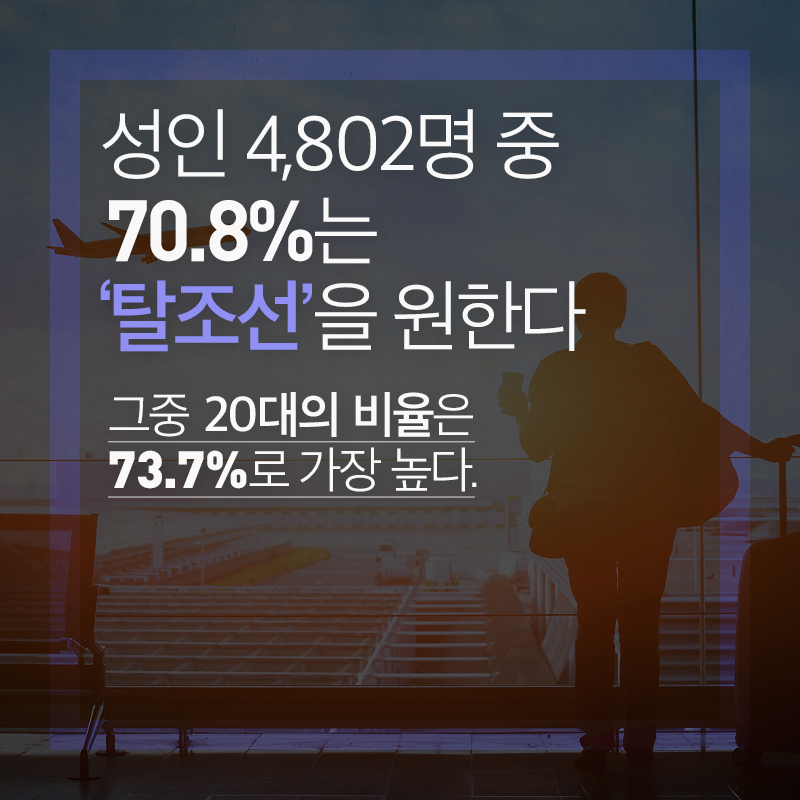 성인 4,802명 중
70.8%는
‘탈조선’을 원한다
그중 20대의 비율은
73.7%로 가장 높다.